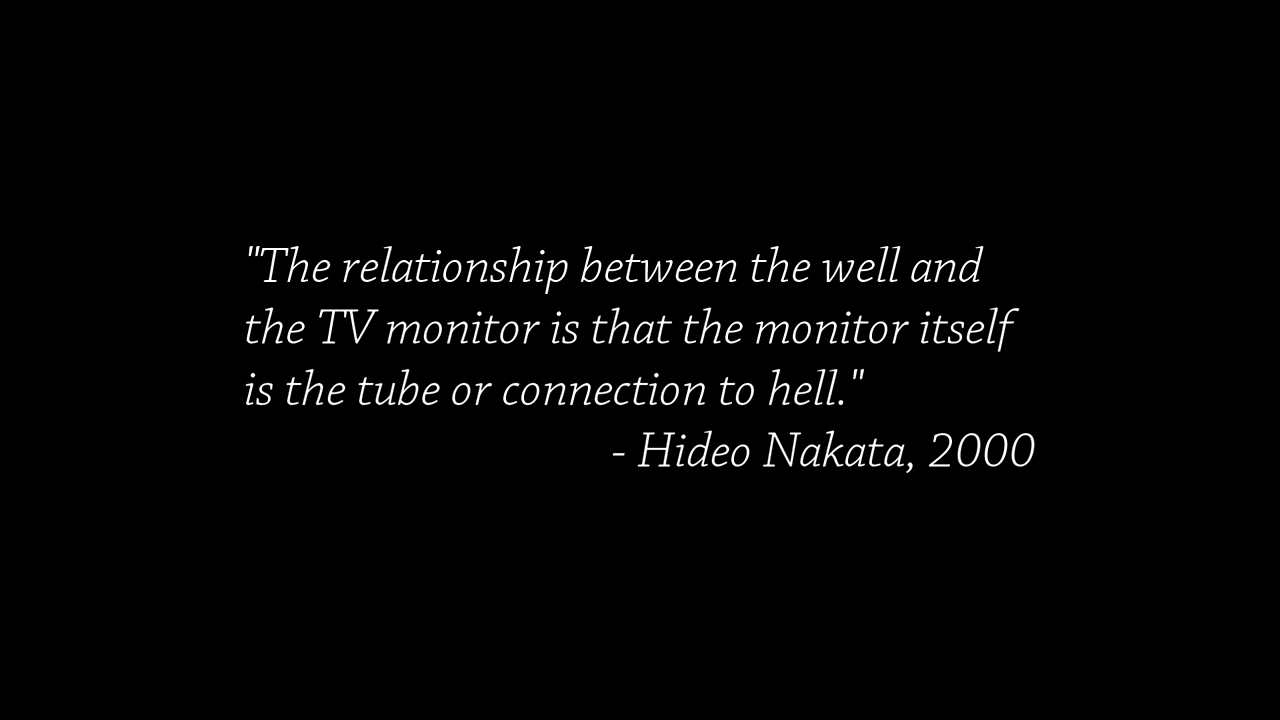 "The relationship between the well and
the TV monitor is that the monitor itself
is the tube or connection to hell."
- Hideo Nakata, 2000